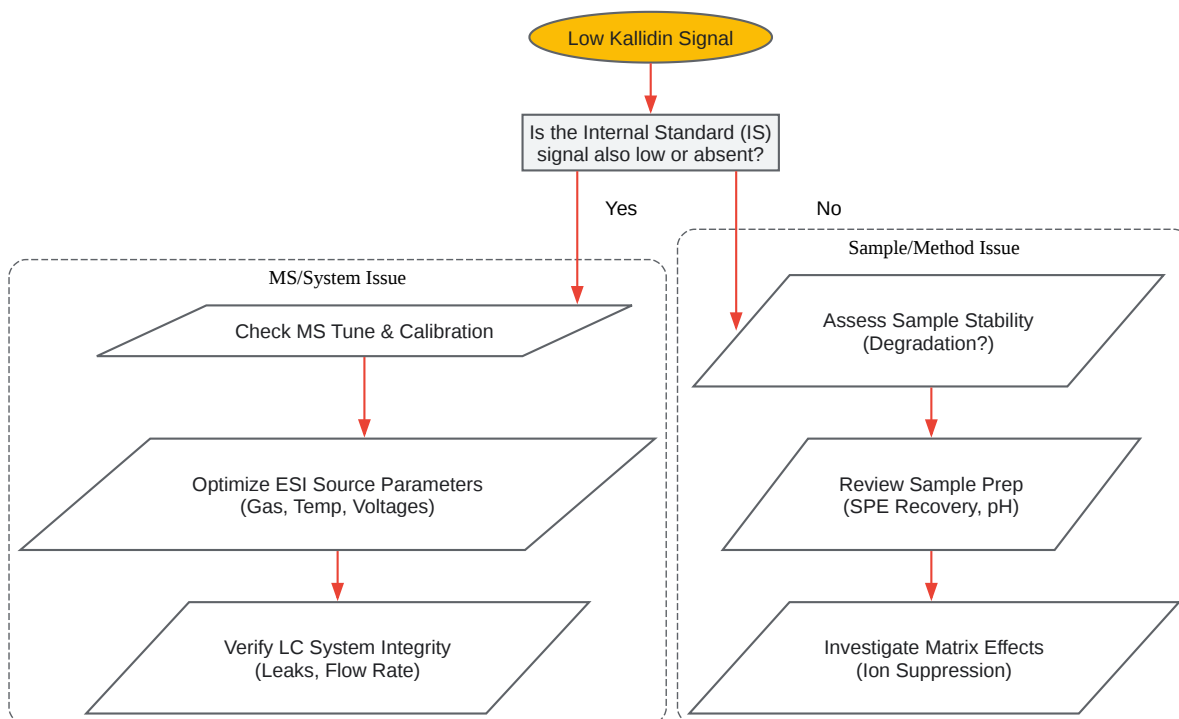 Low Kallidin Signal
Is the Internal Standard (IS)
signal also low or absent?
Yes
No
MS/System Issue
Check MS Tune & Calibration
Optimize ESI Source Parameters
(Gas, Temp, Voltages)
Verify LC System Integrity
(Leaks, Flow Rate)
Sample/Method Issue
Assess Sample Stability
(Degradation?)
Review Sample Prep
(SPE Recovery, pH)
Investigate Matrix Effects
(Ion Suppression)